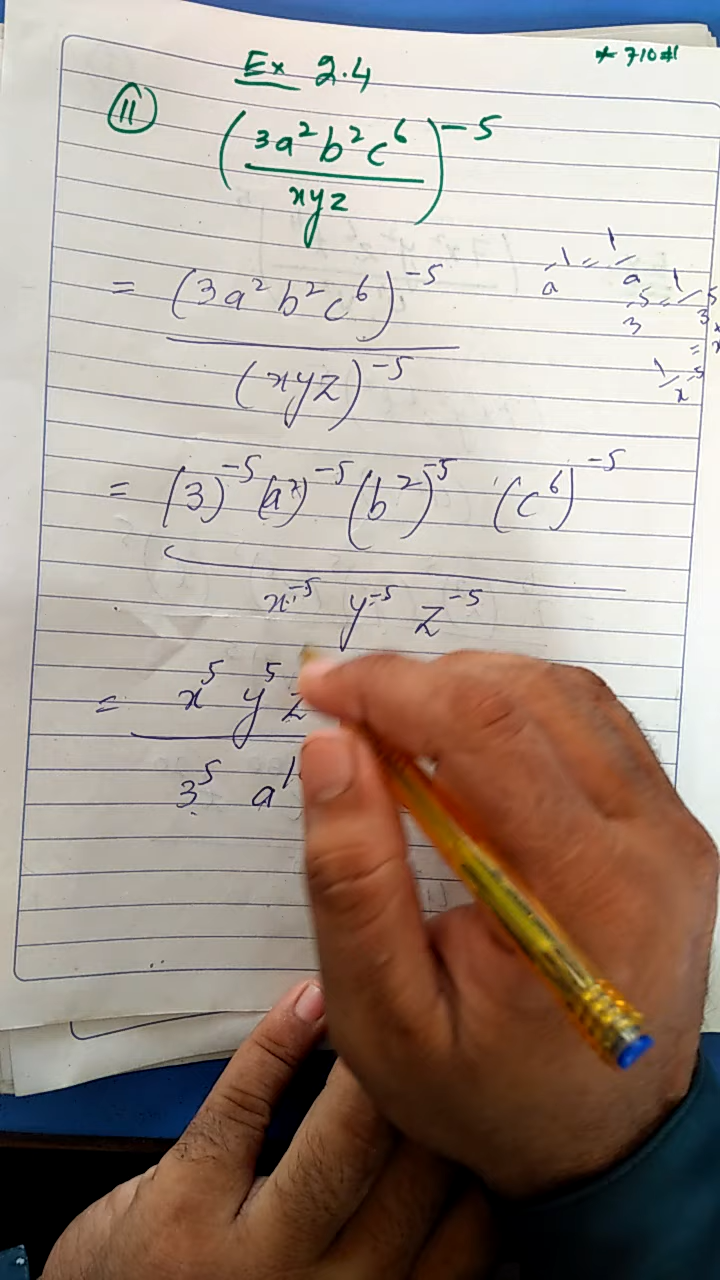 Ex 2.4
(11) (3a²b²c⁶/xyz)⁻⁵
= (3a²b²c⁶)⁻⁵/(xyz)⁻⁵
= (3)⁻⁵(a²)⁻⁵(b²)⁻⁵ (c⁶)⁻⁵/x⁻⁵ y⁻⁵ z⁻⁵
= x⁵ y⁵ z/3⁵ a¹